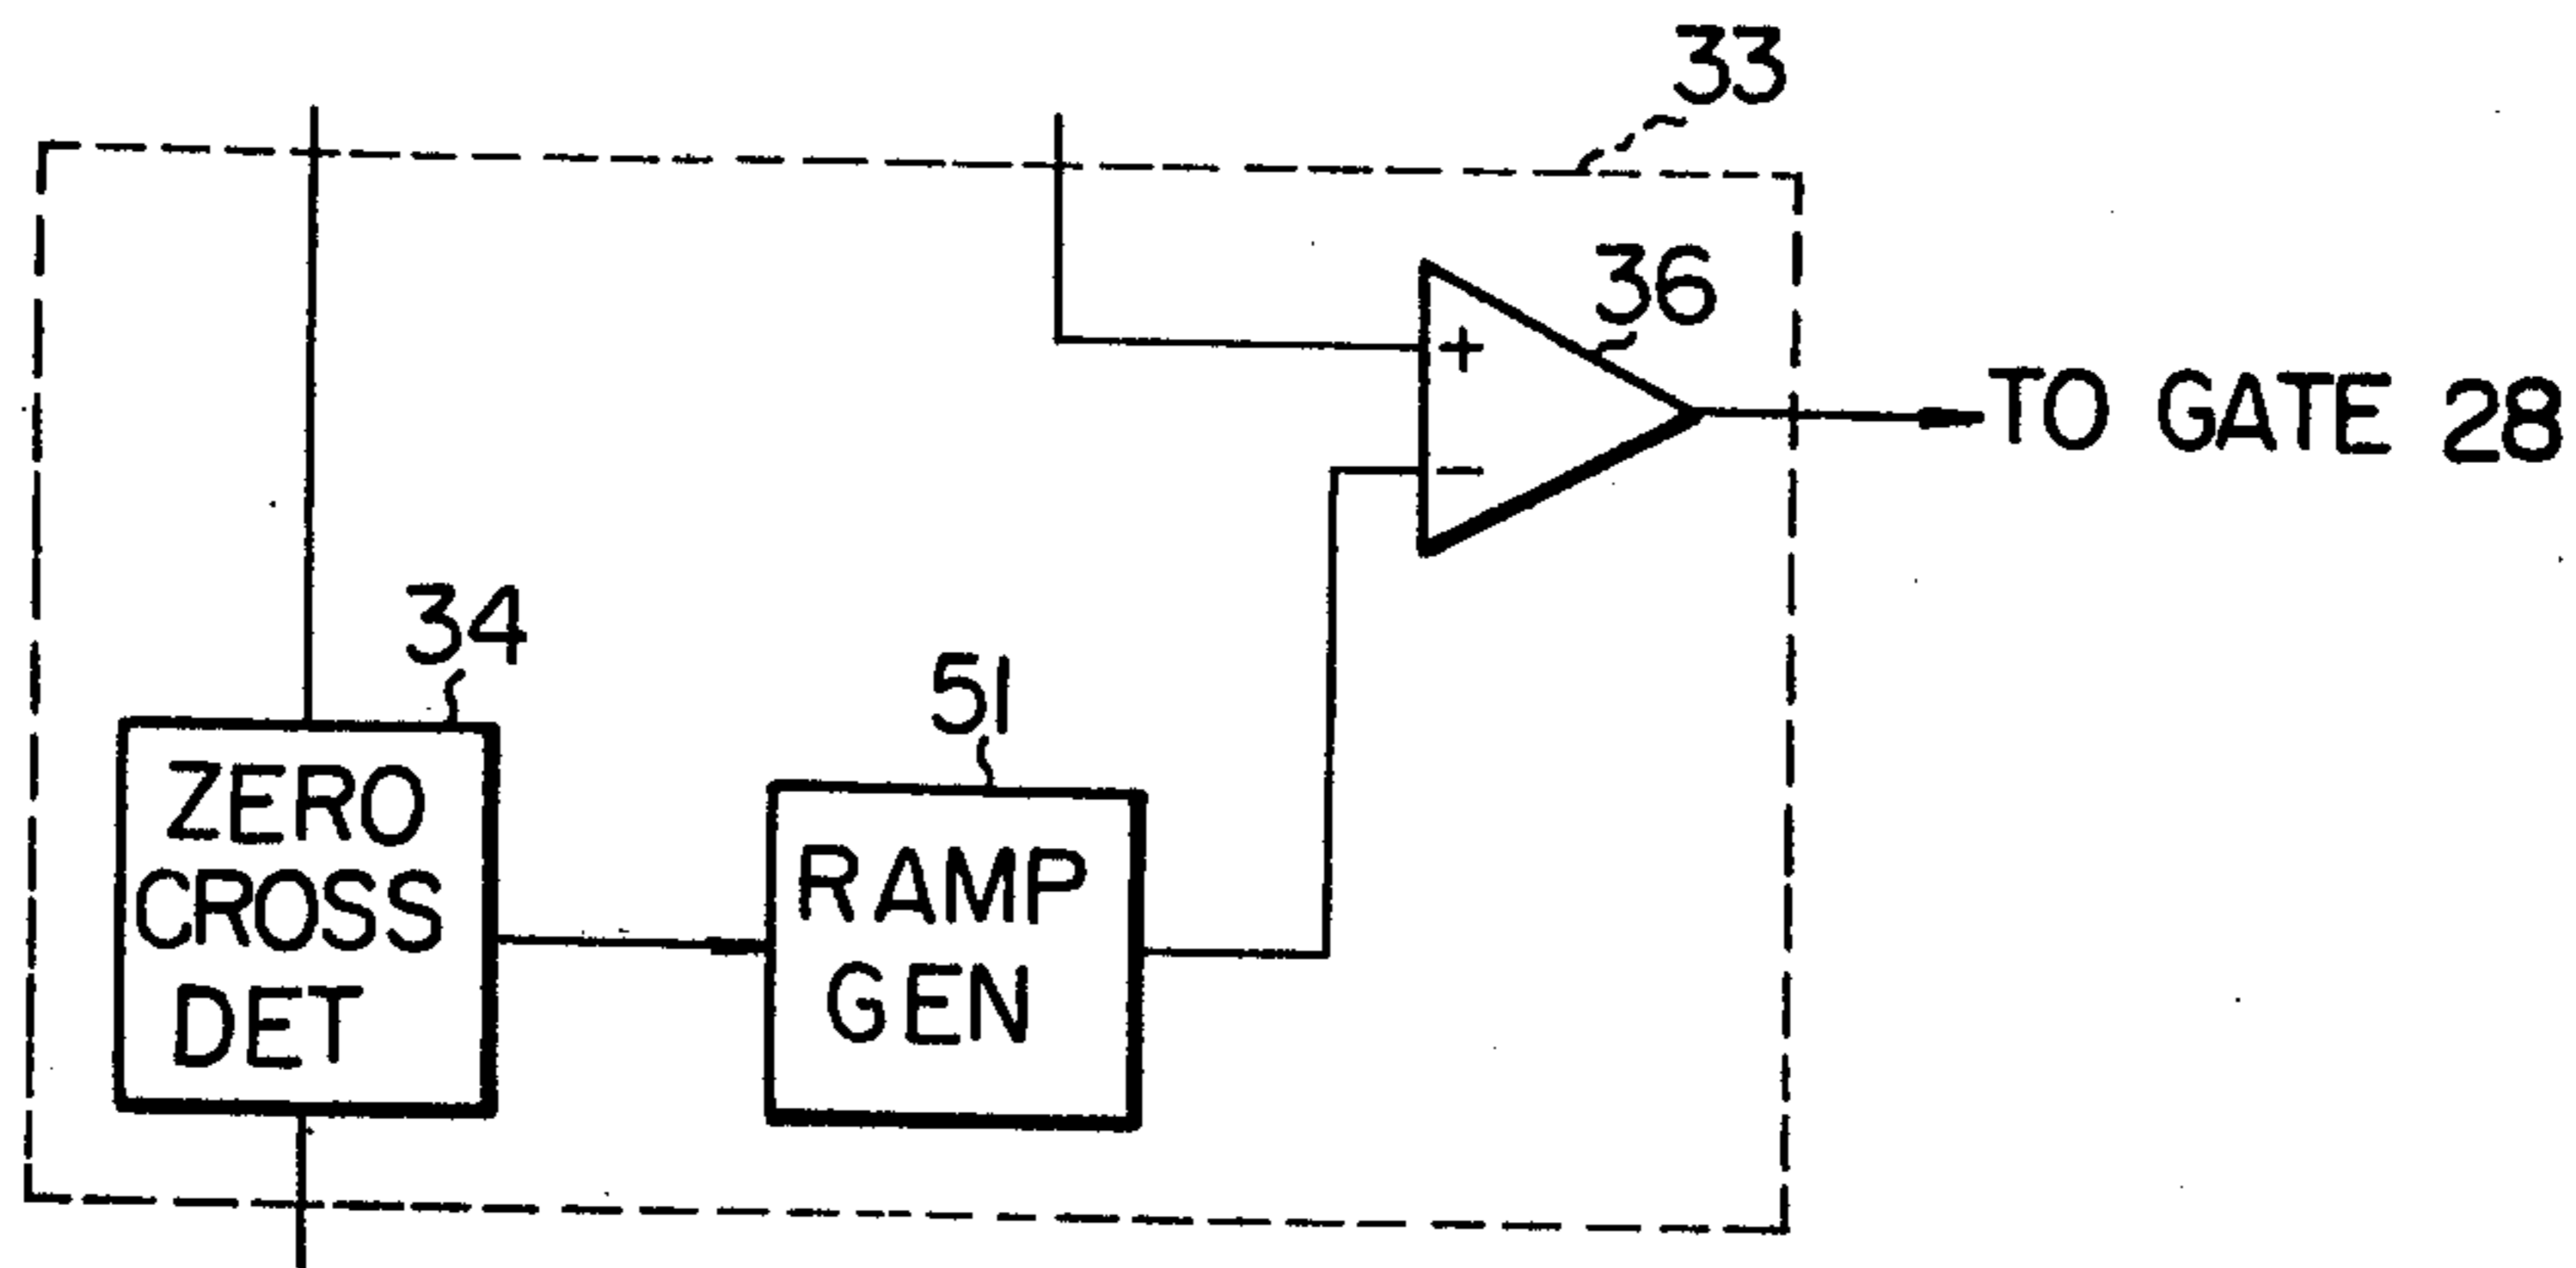 33
36
+
−
TO GATE 28
34
ZERO
CROSS
DET
51
RAMP
GEN